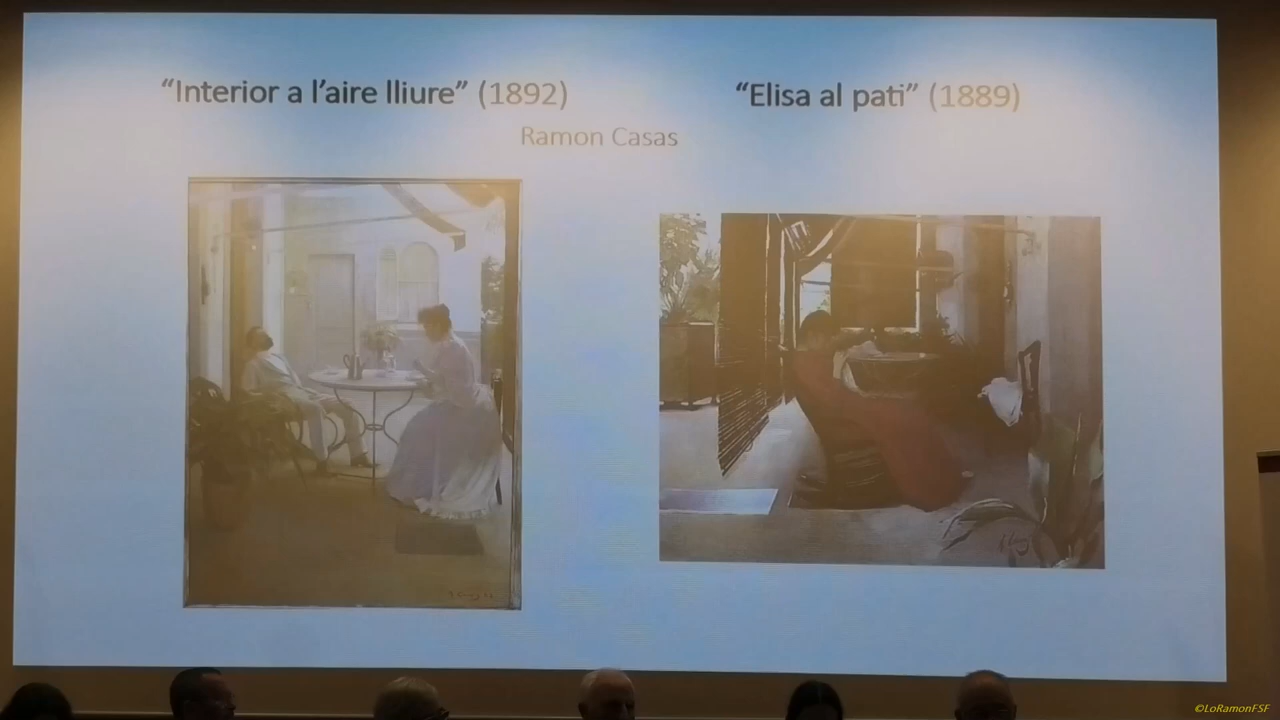 “Interior a l’aire lliure” (1892)
“Elisa al pati” (1889)
Ramon Casas
©LoRamonFSF